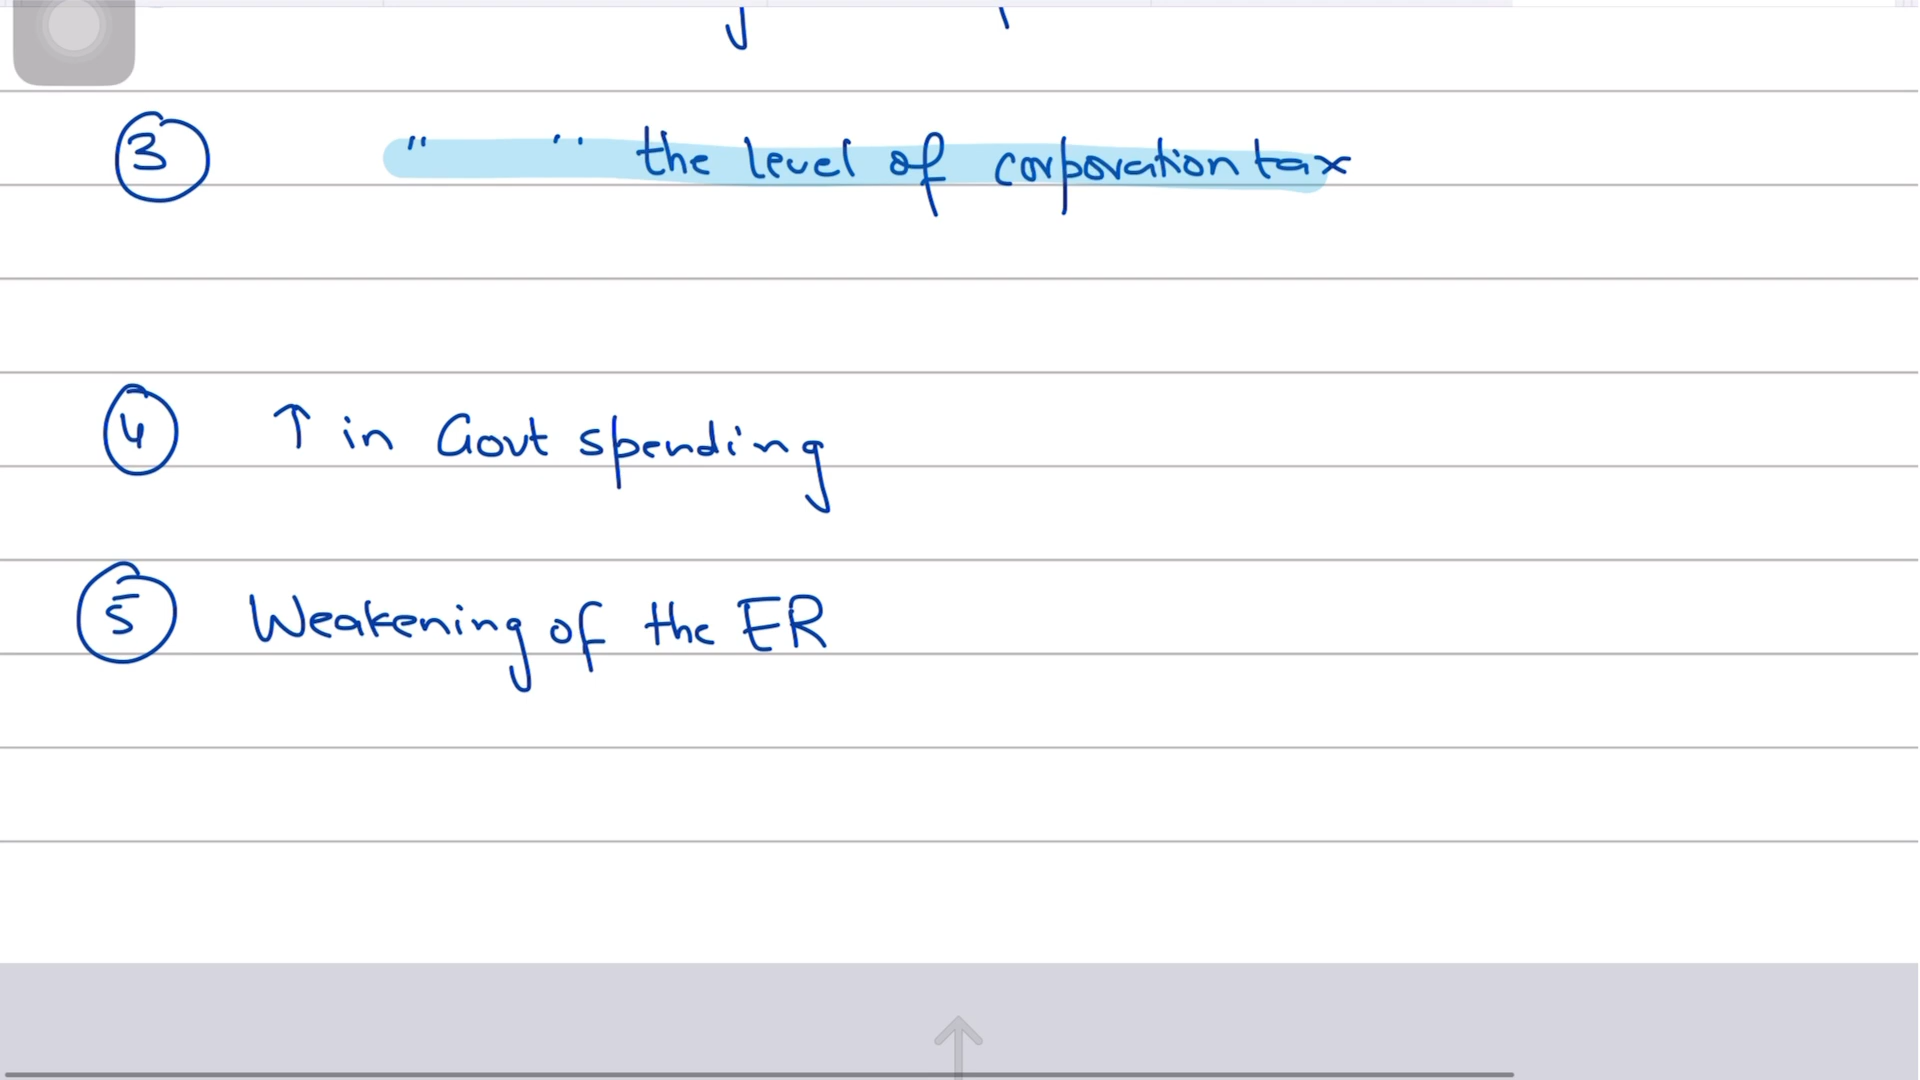 ③ " " the level of corporation tax
④ ↑ in Govt spending
⑤ Weakening of the ER